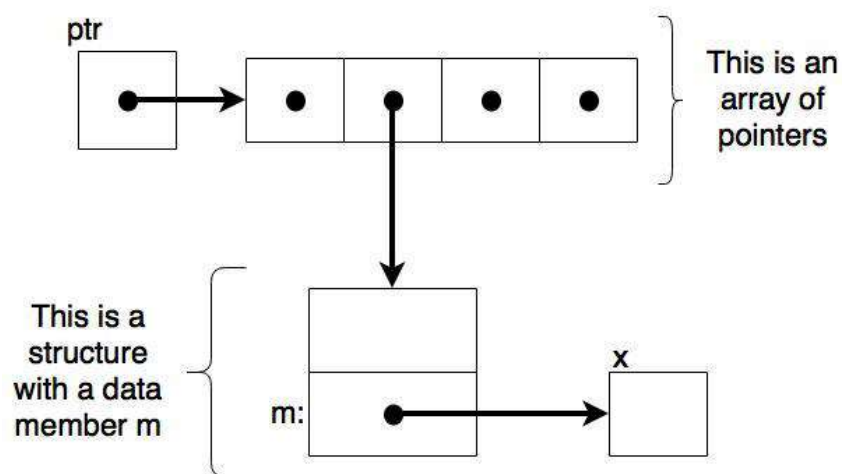 ptr
This is an
array of
pointers
This is a
structure
with a data
member m
m:
x